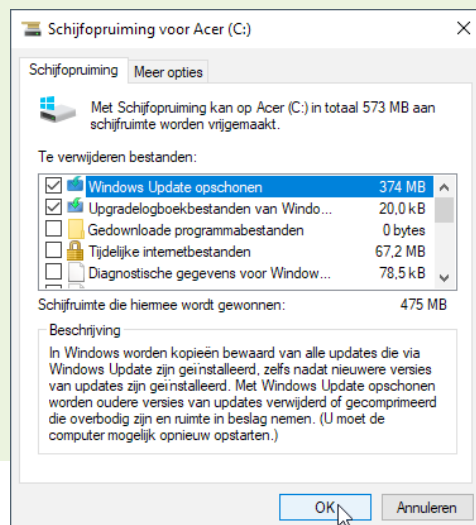 Schijfopruiming voor Acer (C:)
Schijfopruiming Meer opties
Met Schijfopruiming kan op Acer (C:) in totaal 573 MB aan
schijfruimte worden vrijgemaakt.
Te verwijderen bestanden:
Windows Update opschonen 374 MB
Upgradelogboekbestanden van Windo... 20,0 kB
Gedownloade programmabestanden 0 bytes
Tijdelijke internetbestanden 67,2 MB
Diagnostische gegevens voor Window... 78,5 kB
Schijfruimte die hiermee wordt gewonnen: 475 MB
Beschrijving
In Windows worden kopieën bewaard van alle updates die via
Windows Update zijn geïnstalleerd, zelfs nadat nieuwere versies
van updates zijn geïnstalleerd. Met Windows Update opschonen
worden oudere versies van updates verwijderd of gecomprimeerd
die overbodig zijn en ruimte in beslag nemen. (U moet de
computer mogelijk opnieuw opstarten.)
OK Annuleren